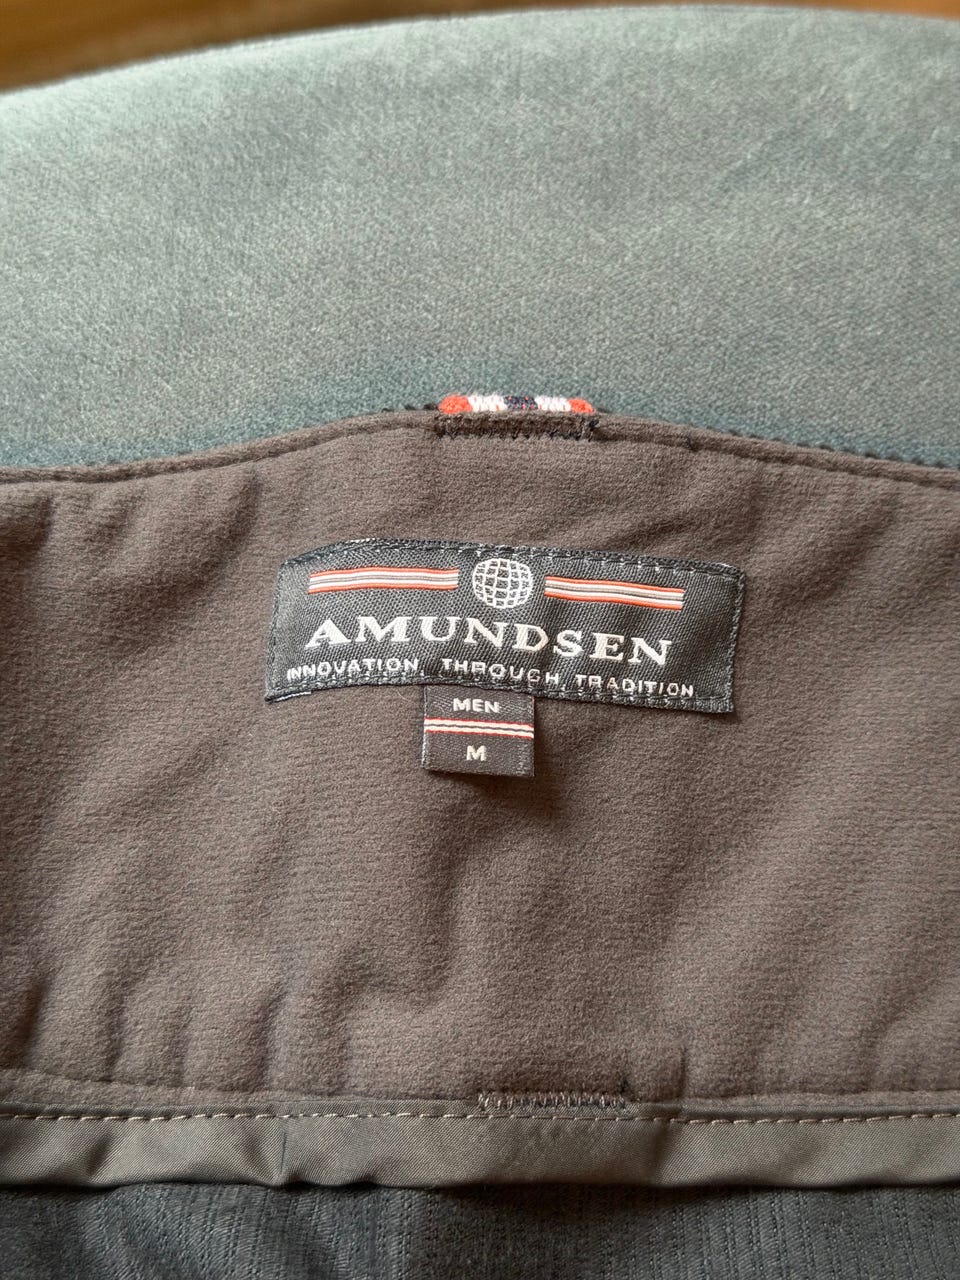 AMUNDSEN
INNOVATION THROUGH TRADITION
MEN
M